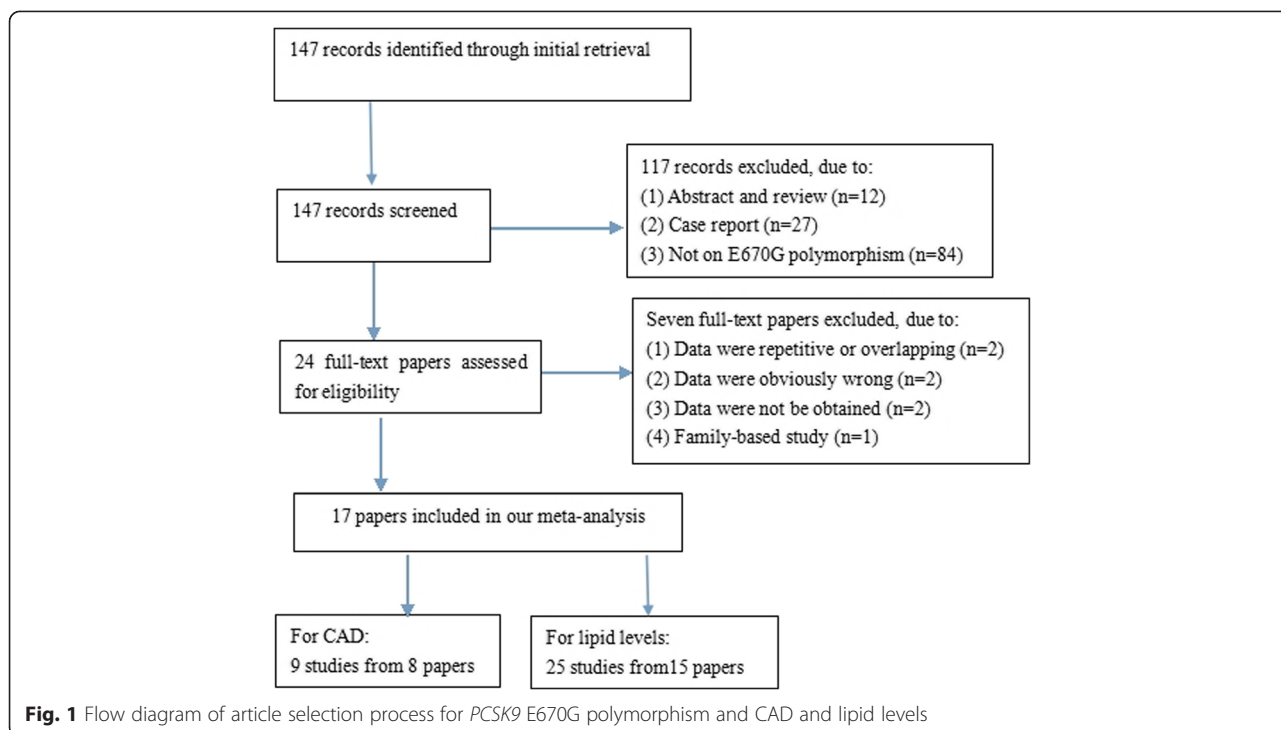 147 records identified through initial retrieval
147 records screened
117 records excluded, due to:
(1) Abstract and review (n=12)
(2) Case report (n=27)
(3) Not on E670G polymorphism (n=84)
24 full-text papers assessed
for eligibility
Seven full-text papers excluded, due to:
(1) Data were repetitive or overlapping (n=2)
(2) Data were obviously wrong (n=2)
(3) Data were not be obtained (n=2)
(4) Family-based study (n=1)
17 papers included in our meta-analysis
For CAD:
9 studies from 8 papers
For lipid levels:
25 studies from15 papers
Fig. 1 Flow diagram of article selection process for PCSK9 E670G polymorphism and CAD and lipid levels